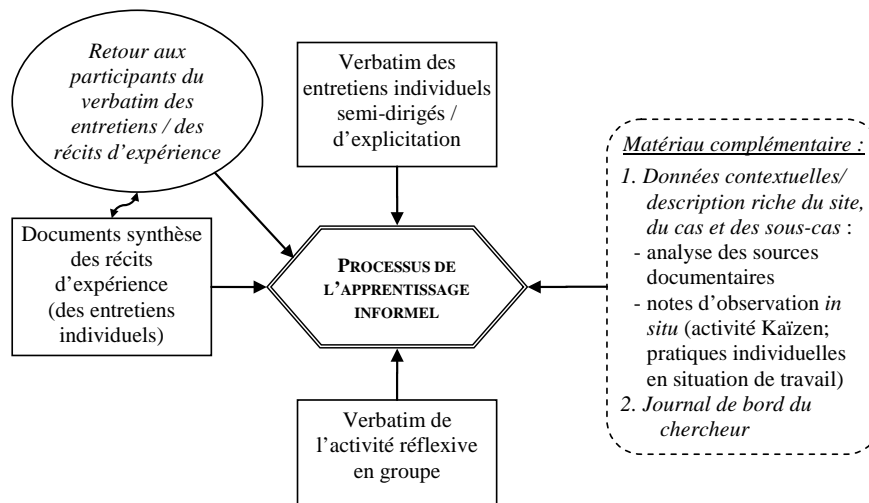 Retour aux
participants du
verbatim des
entretiens / des
récits d'expérience
Verbatim des
entretiens individuels
semi-dirigés /
d'explicitation
Matériau complémentaire :
1. Données contextuelles/
description riche du site,
du cas et des sous-cas :
- analyse des sources
documentaires
- notes d'observation in
situ (activité Kaïzen;
pratiques individuelles
en situation de travail)
2. Journal de bord du
chercheur
Documents synthèse
des récits
d'expérience
(des entretiens
individuels)
PROCESSUS DE
L'APPRENTISSAGE
INFORMEL
Verbatim de
l'activité réflexive
en groupe